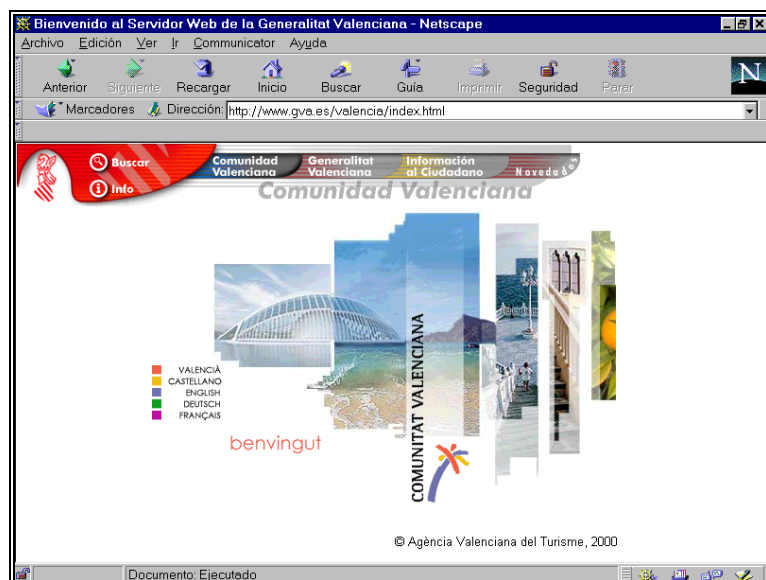 Bienvenido al Servidor Web de la Generalitat Valenciana - Netscape
Archivo Edición Ver Ir Communicator Ayuda
Anterior Siguiente Recargar Inicio Buscar Guía Imprimir Seguridad Parar
Marcadores Dirección: http://www.gva.es/valencia/index.html
N
Buscar
Info
Comunidad Valenciana
Generalitat Valenciana
Información al Ciudadano
Novedades
Comunidad Valenciana
VALENCIÀ
CASTELLANO
ENGLISH
DEUTSCH
FRANÇAIS
benvingut
COMUNITAT VALENCIANA
© Agència Valenciana del Turisme, 2000
Documento: Ejecutado